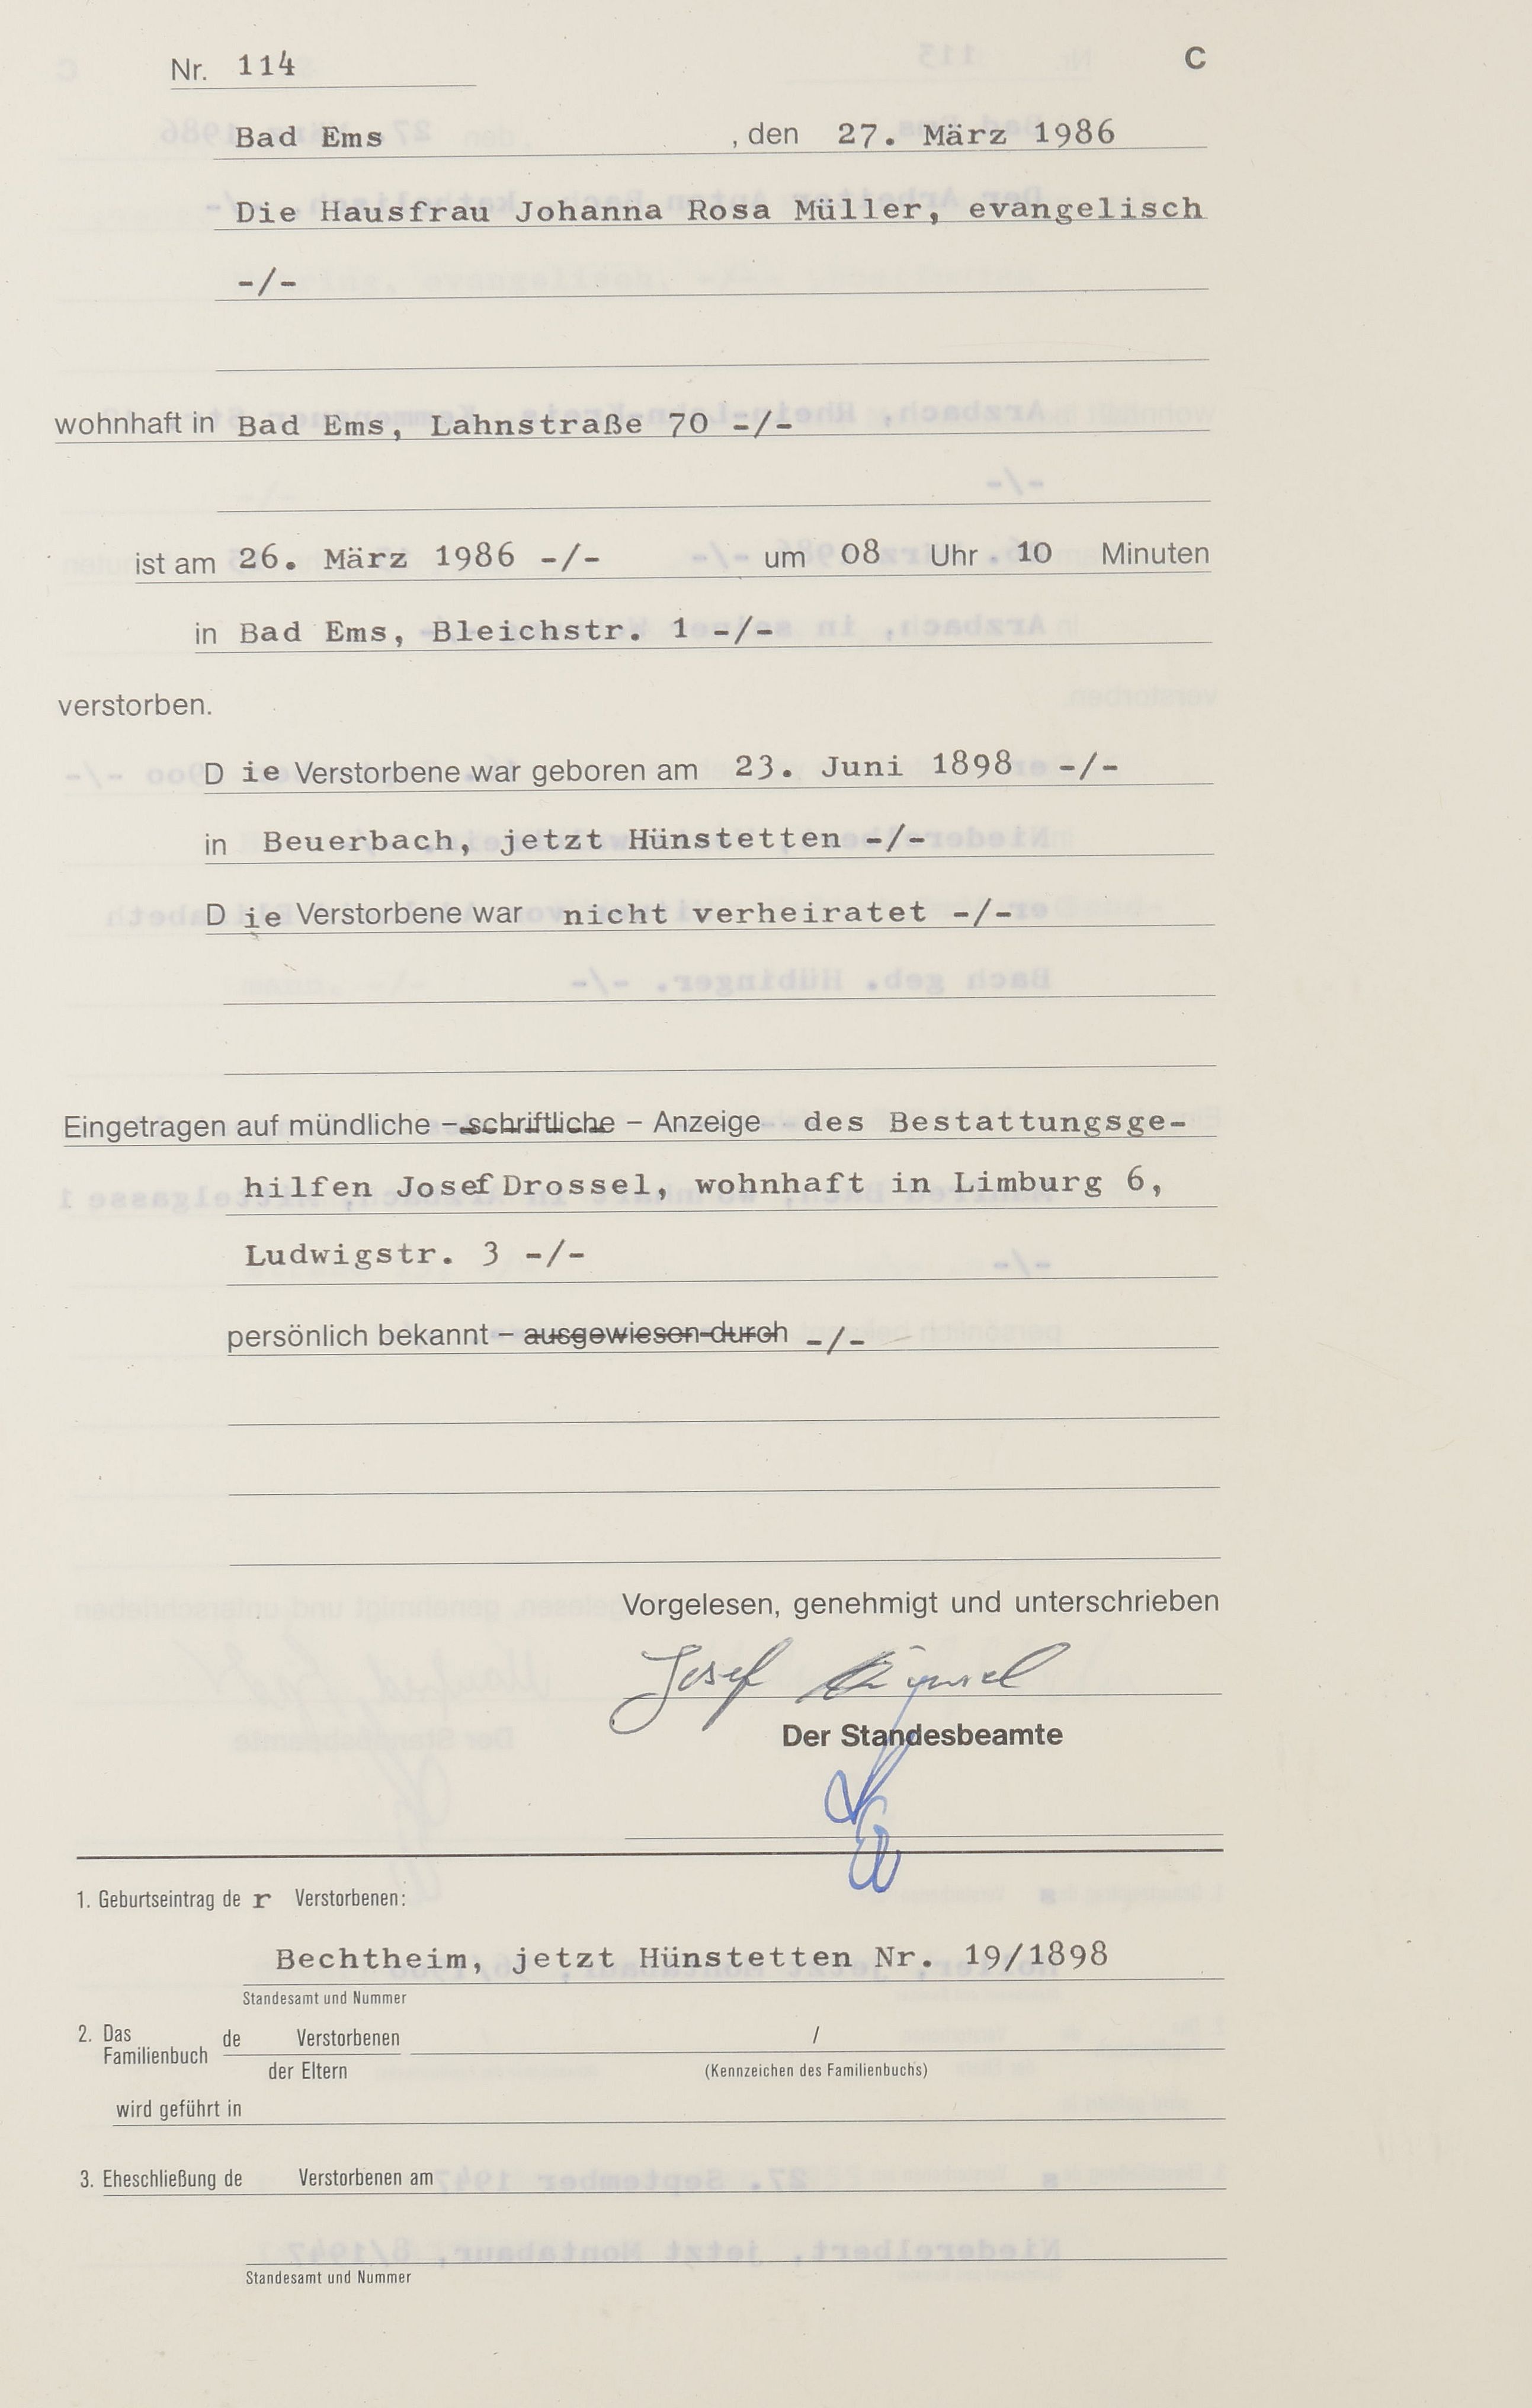 Nr. 114 C
Bad Ems , den 27. März 1986
Die Hausfrau Johanna Rosa Müller, evangelisch
-/-
wohnhaft in Bad Ems, Lahnstraße 70 -/-
ist am 26. März 1986 -/- um 08 Uhr 10 Minuten
in Bad Ems, Bleichstr. 1 -/-
verstorben.
D ie Verstorbene war geboren am 23. Juni 1898 -/-
in Beuerbach, jetzt Hünstetten -/-
D ie Verstorbene war nicht verheiratet -/-
Eingetragen auf mündliche – schriftliche – Anzeige des Bestattungsge-
hilfen Josef Drossel, wohnhaft in Limburg 6,
Ludwigstr. 3 -/-
persönlich bekannt – ausgewiesen durch -/-
Vorgelesen, genehmigt und unterschrieben
Josef
Der Standesbeamte
1. Geburtseintrag de r Verstorbenen:
Bechtheim, jetzt Hünstetten Nr. 19/1898
Standesamt und Nummer
2. Das Familienbuch de Verstorbenen /
der Eltern (Kennzeichen des Familienbuchs)
wird geführt in
3. Eheschließung de Verstorbenen am
Standesamt und Nummer